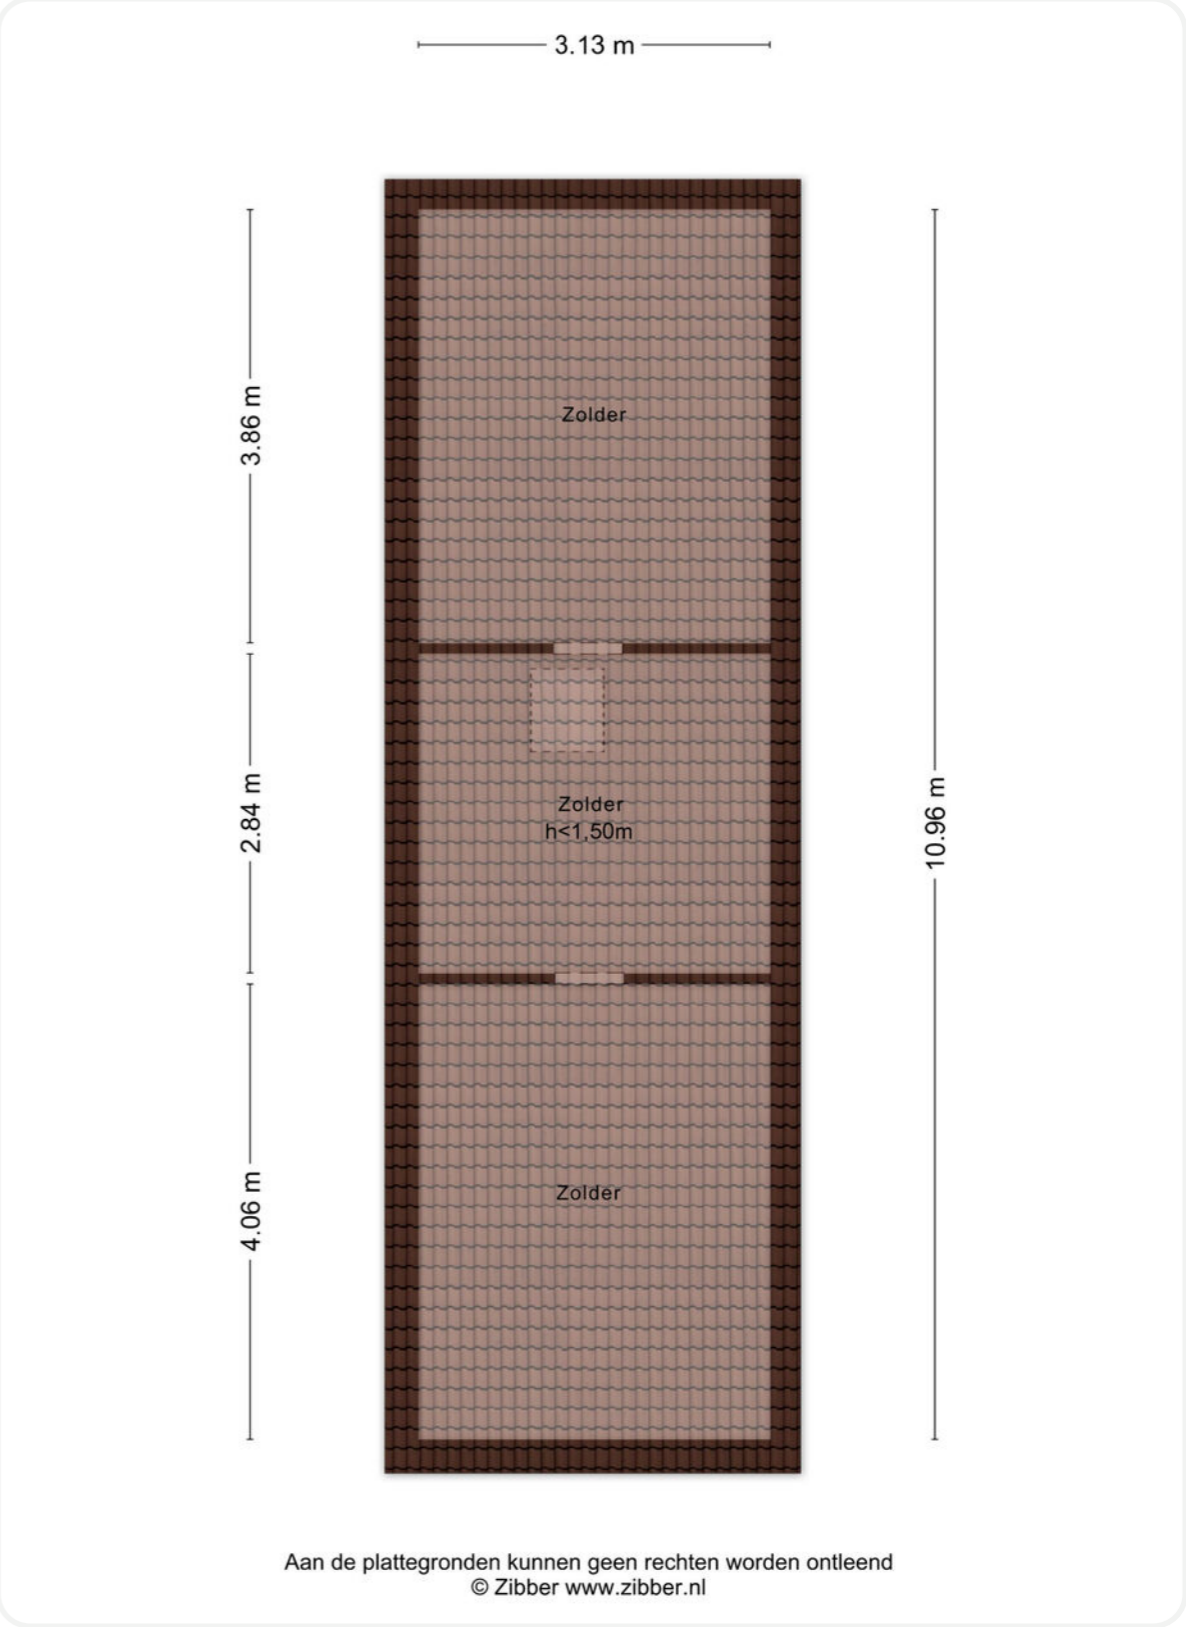 3.13 m
3.86 m
Zolder
2.84 m
Zolder
h<1,50m
10.96 m
4.06 m
Zolder
Aan de plattegronden kunnen geen rechten worden ontleend
© Zibber www.zibber.nl